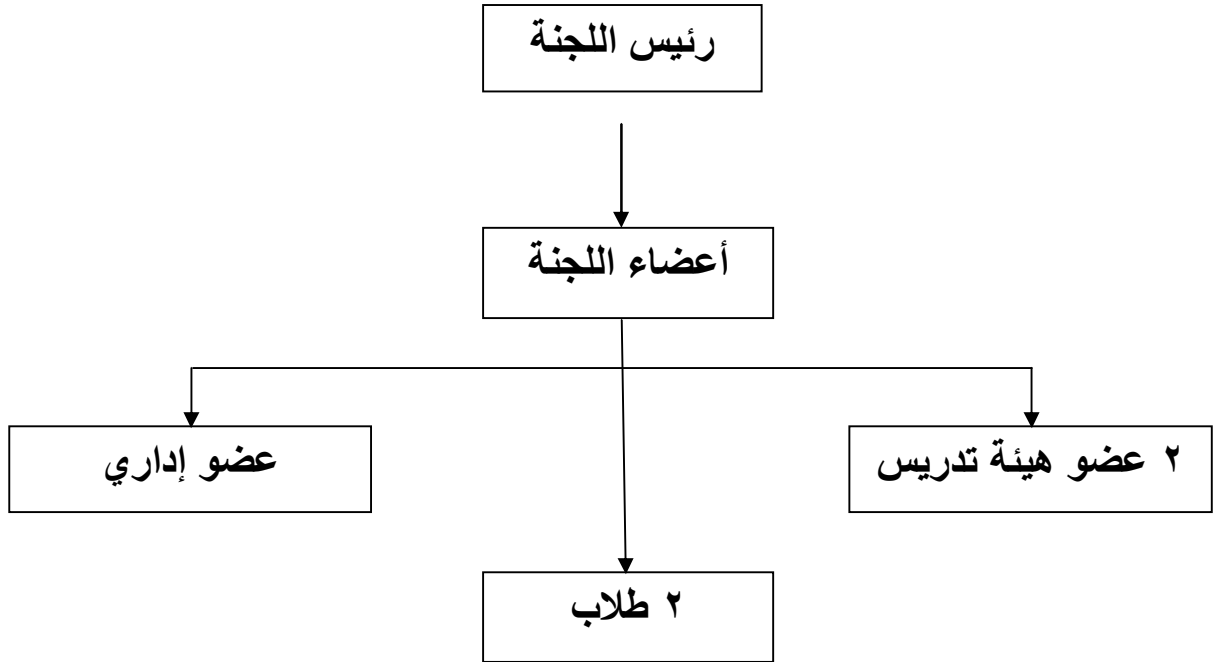 رئيس اللجنة
أعضاء اللجنة
٢ عضو هيئة تدريس
عضو إداري
٢ طلاب